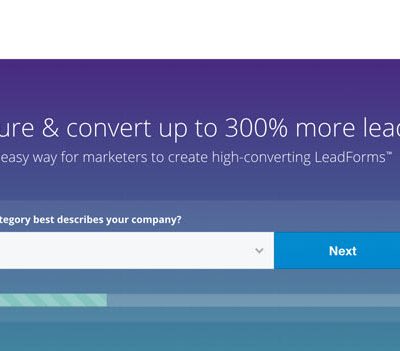 ure & convert up to 300% more lead
easy way for marketers to create high-converting LeadForms™
tegory best describes your company?
Next